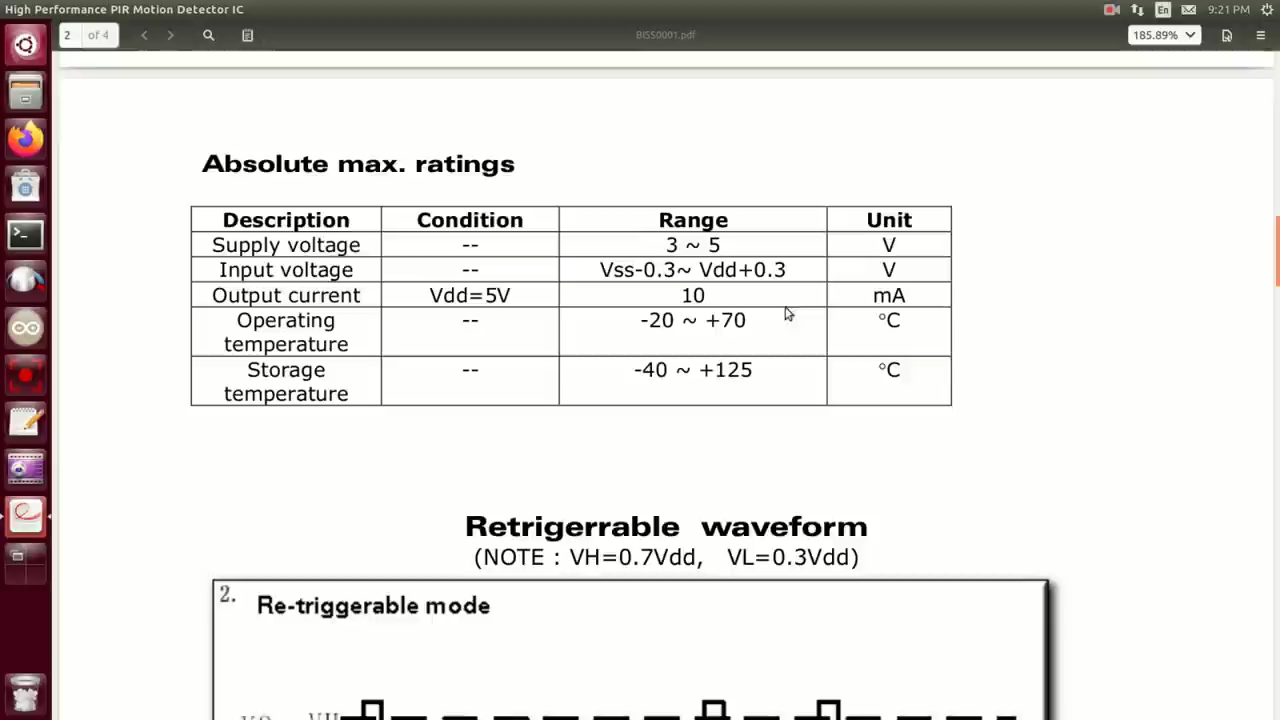 High Performance PIR Motion Detector IC
En
9:21 PM
2 of 4
BISS0001.pdf
185.89%
Absolute max. ratings
Description Condition Range Unit
Supply voltage -- 3 ~ 5 V
Input voltage -- Vss-0.3~ Vdd+0.3 V
Output current Vdd=5V 10 mA
Operating temperature -- -20 ~ +70 °C
Storage temperature -- -40 ~ +125 °C
Retrigerrable waveform
(NOTE : VH=0.7Vdd, VL=0.3Vdd)
2. Re-triggerable mode